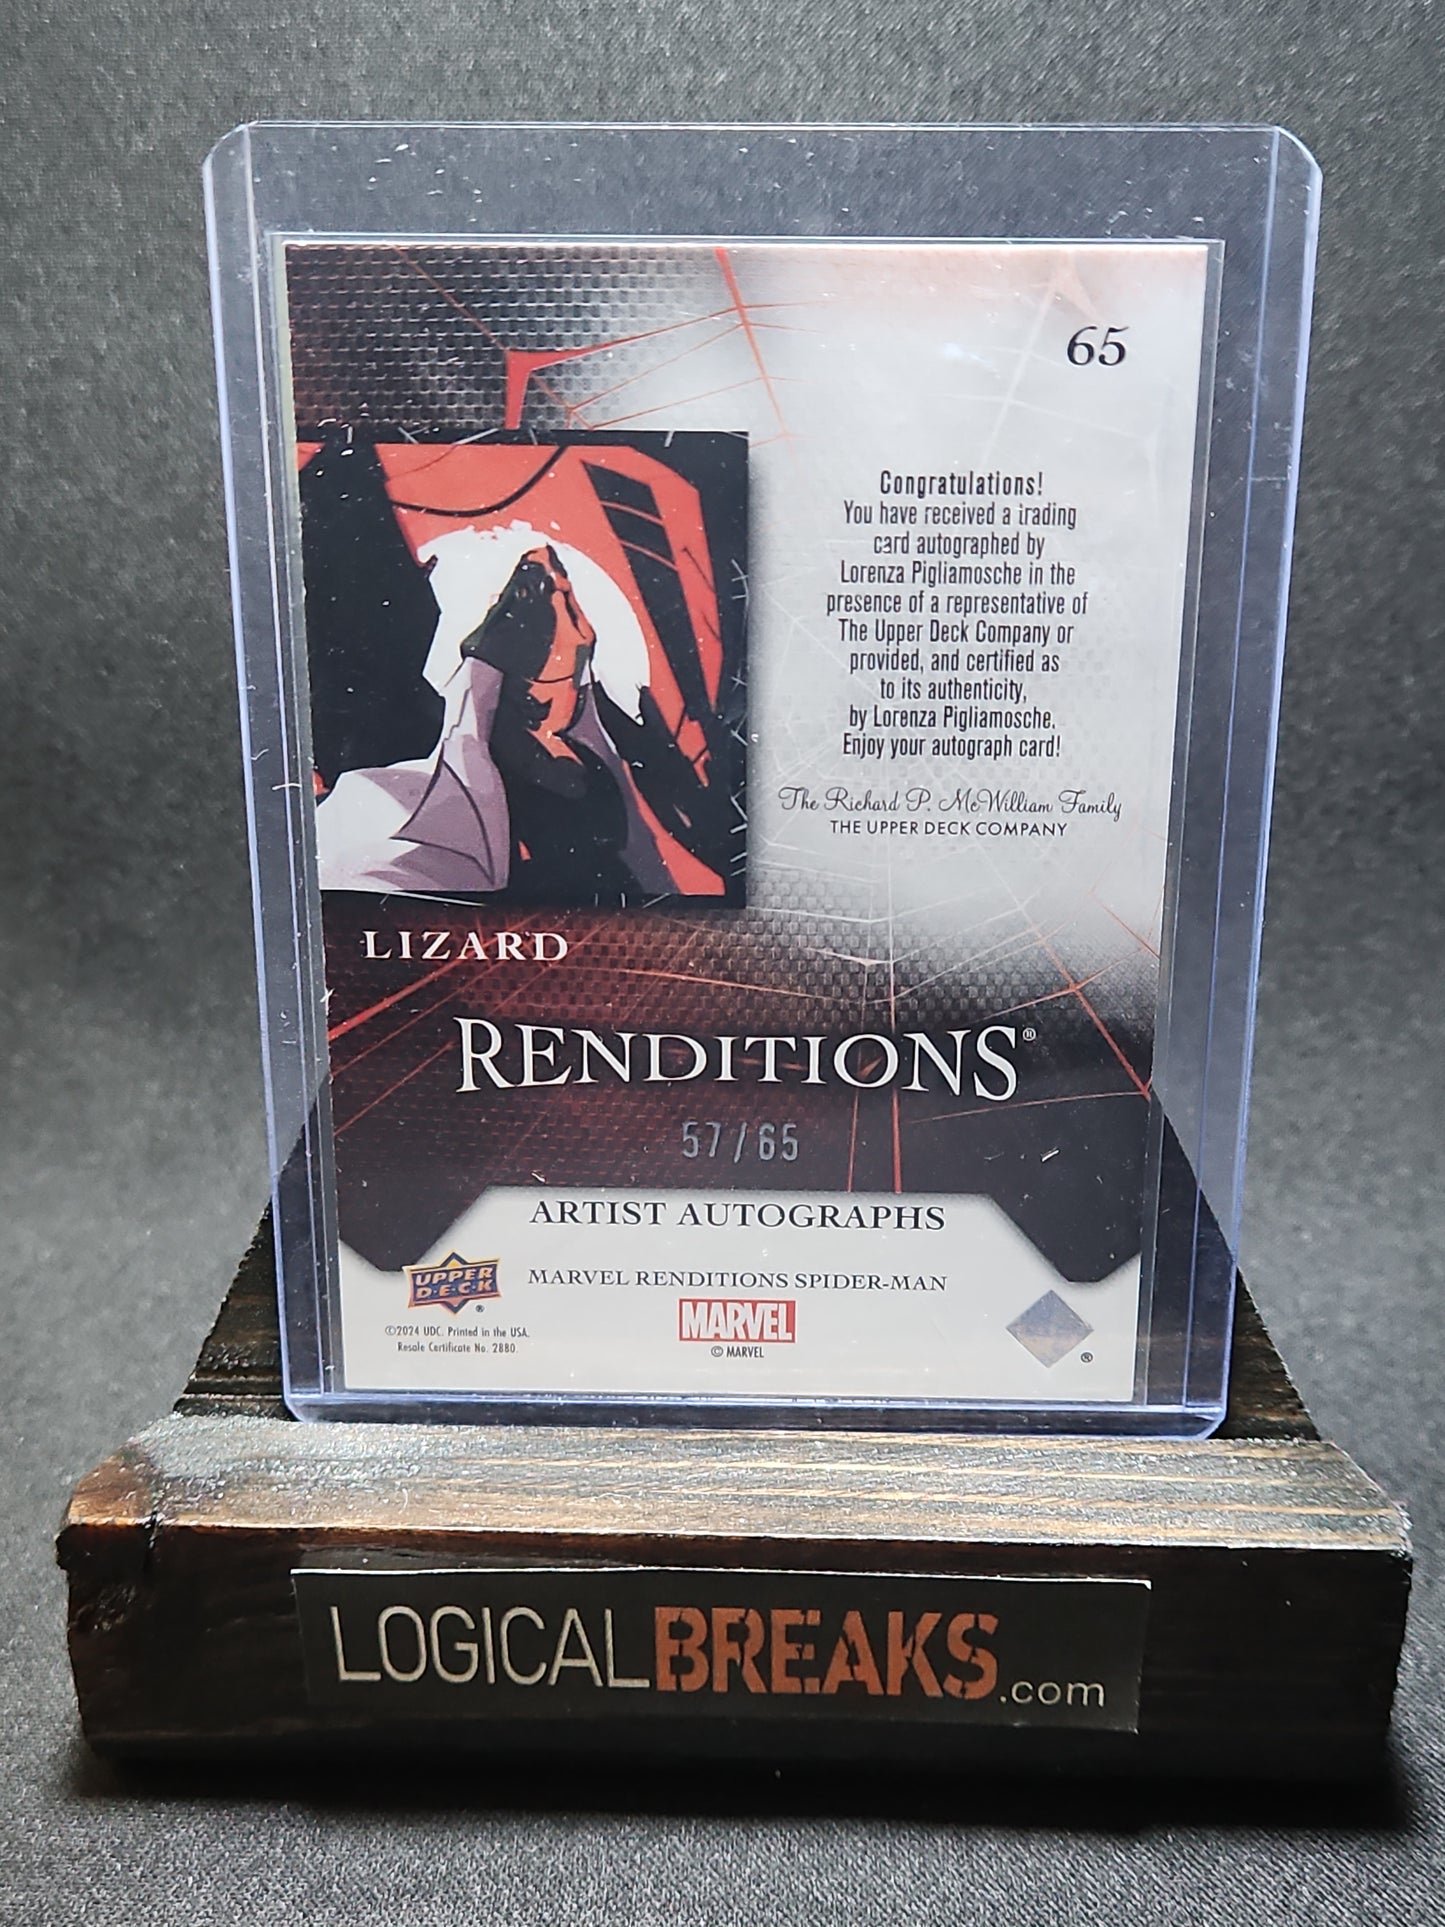 65
Congratulations!
You have received a trading
card autographed by
Lorenza Pigliamosche in the
presence of a representative of
The Upper Deck Company or
provided, and certified as
to its authenticity,
by Lorenza Pigliamosche.
Enjoy your autograph card!
The Richard P. McWilliam Family
THE UPPER DECK COMPANY
LIZARD
RENDITIONS®
57/65
ARTIST AUTOGRAPHS
MARVEL RENDITIONS SPIDER-MAN
UPPER
D·E·C·K
®
MARVEL
© MARVEL
©2024 UDC. Printed in the USA.
Resale Certificate No. 2880.
®
LOGICALBREAKS.com